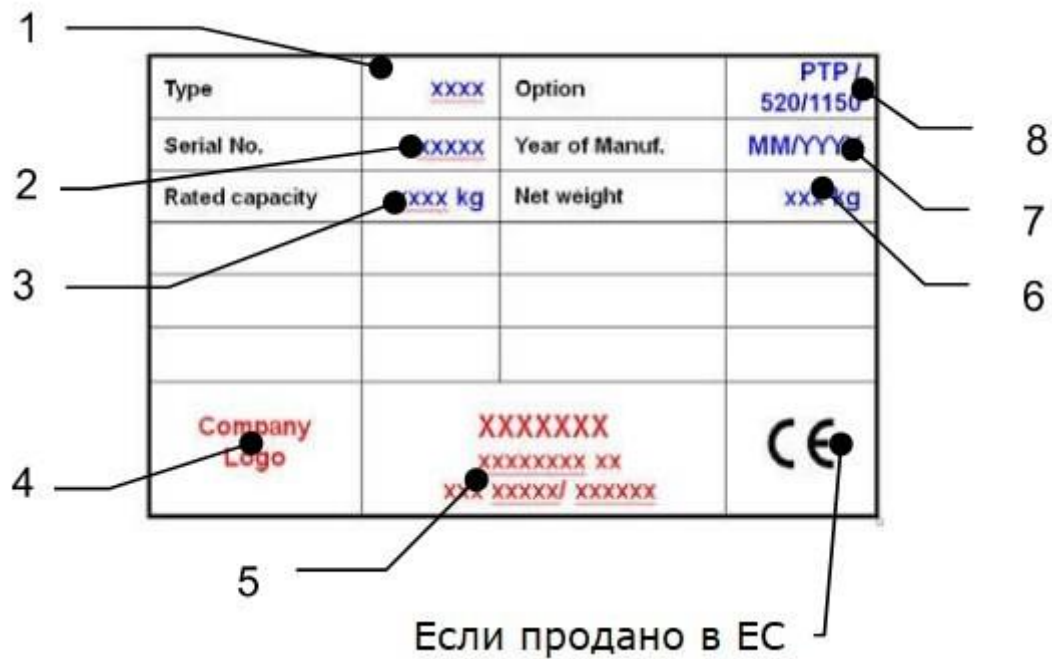 1
Type xxxx Option PTP /
520/1150
8
Serial No. xxxxx Year of Manuf. MM/YYYY
2
7
Rated capacity xxxx kg Net weight xxx kg
3
6
Company
Logo
XXXXXXX
xxxxxxxx xx
xxx xxxxx/ xxxxxx
CE
4
5
Если продано в ЕС